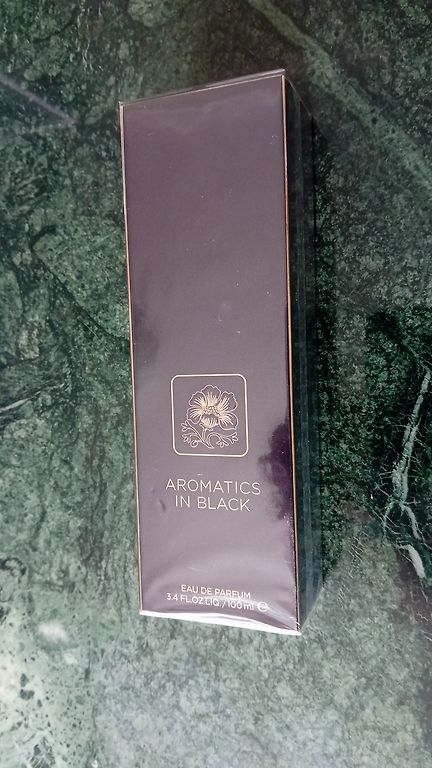 AROMATICS
IN BLACK
EAU DE PARFUM
3.4 FL.OZ.LIQ./100 ml ℮